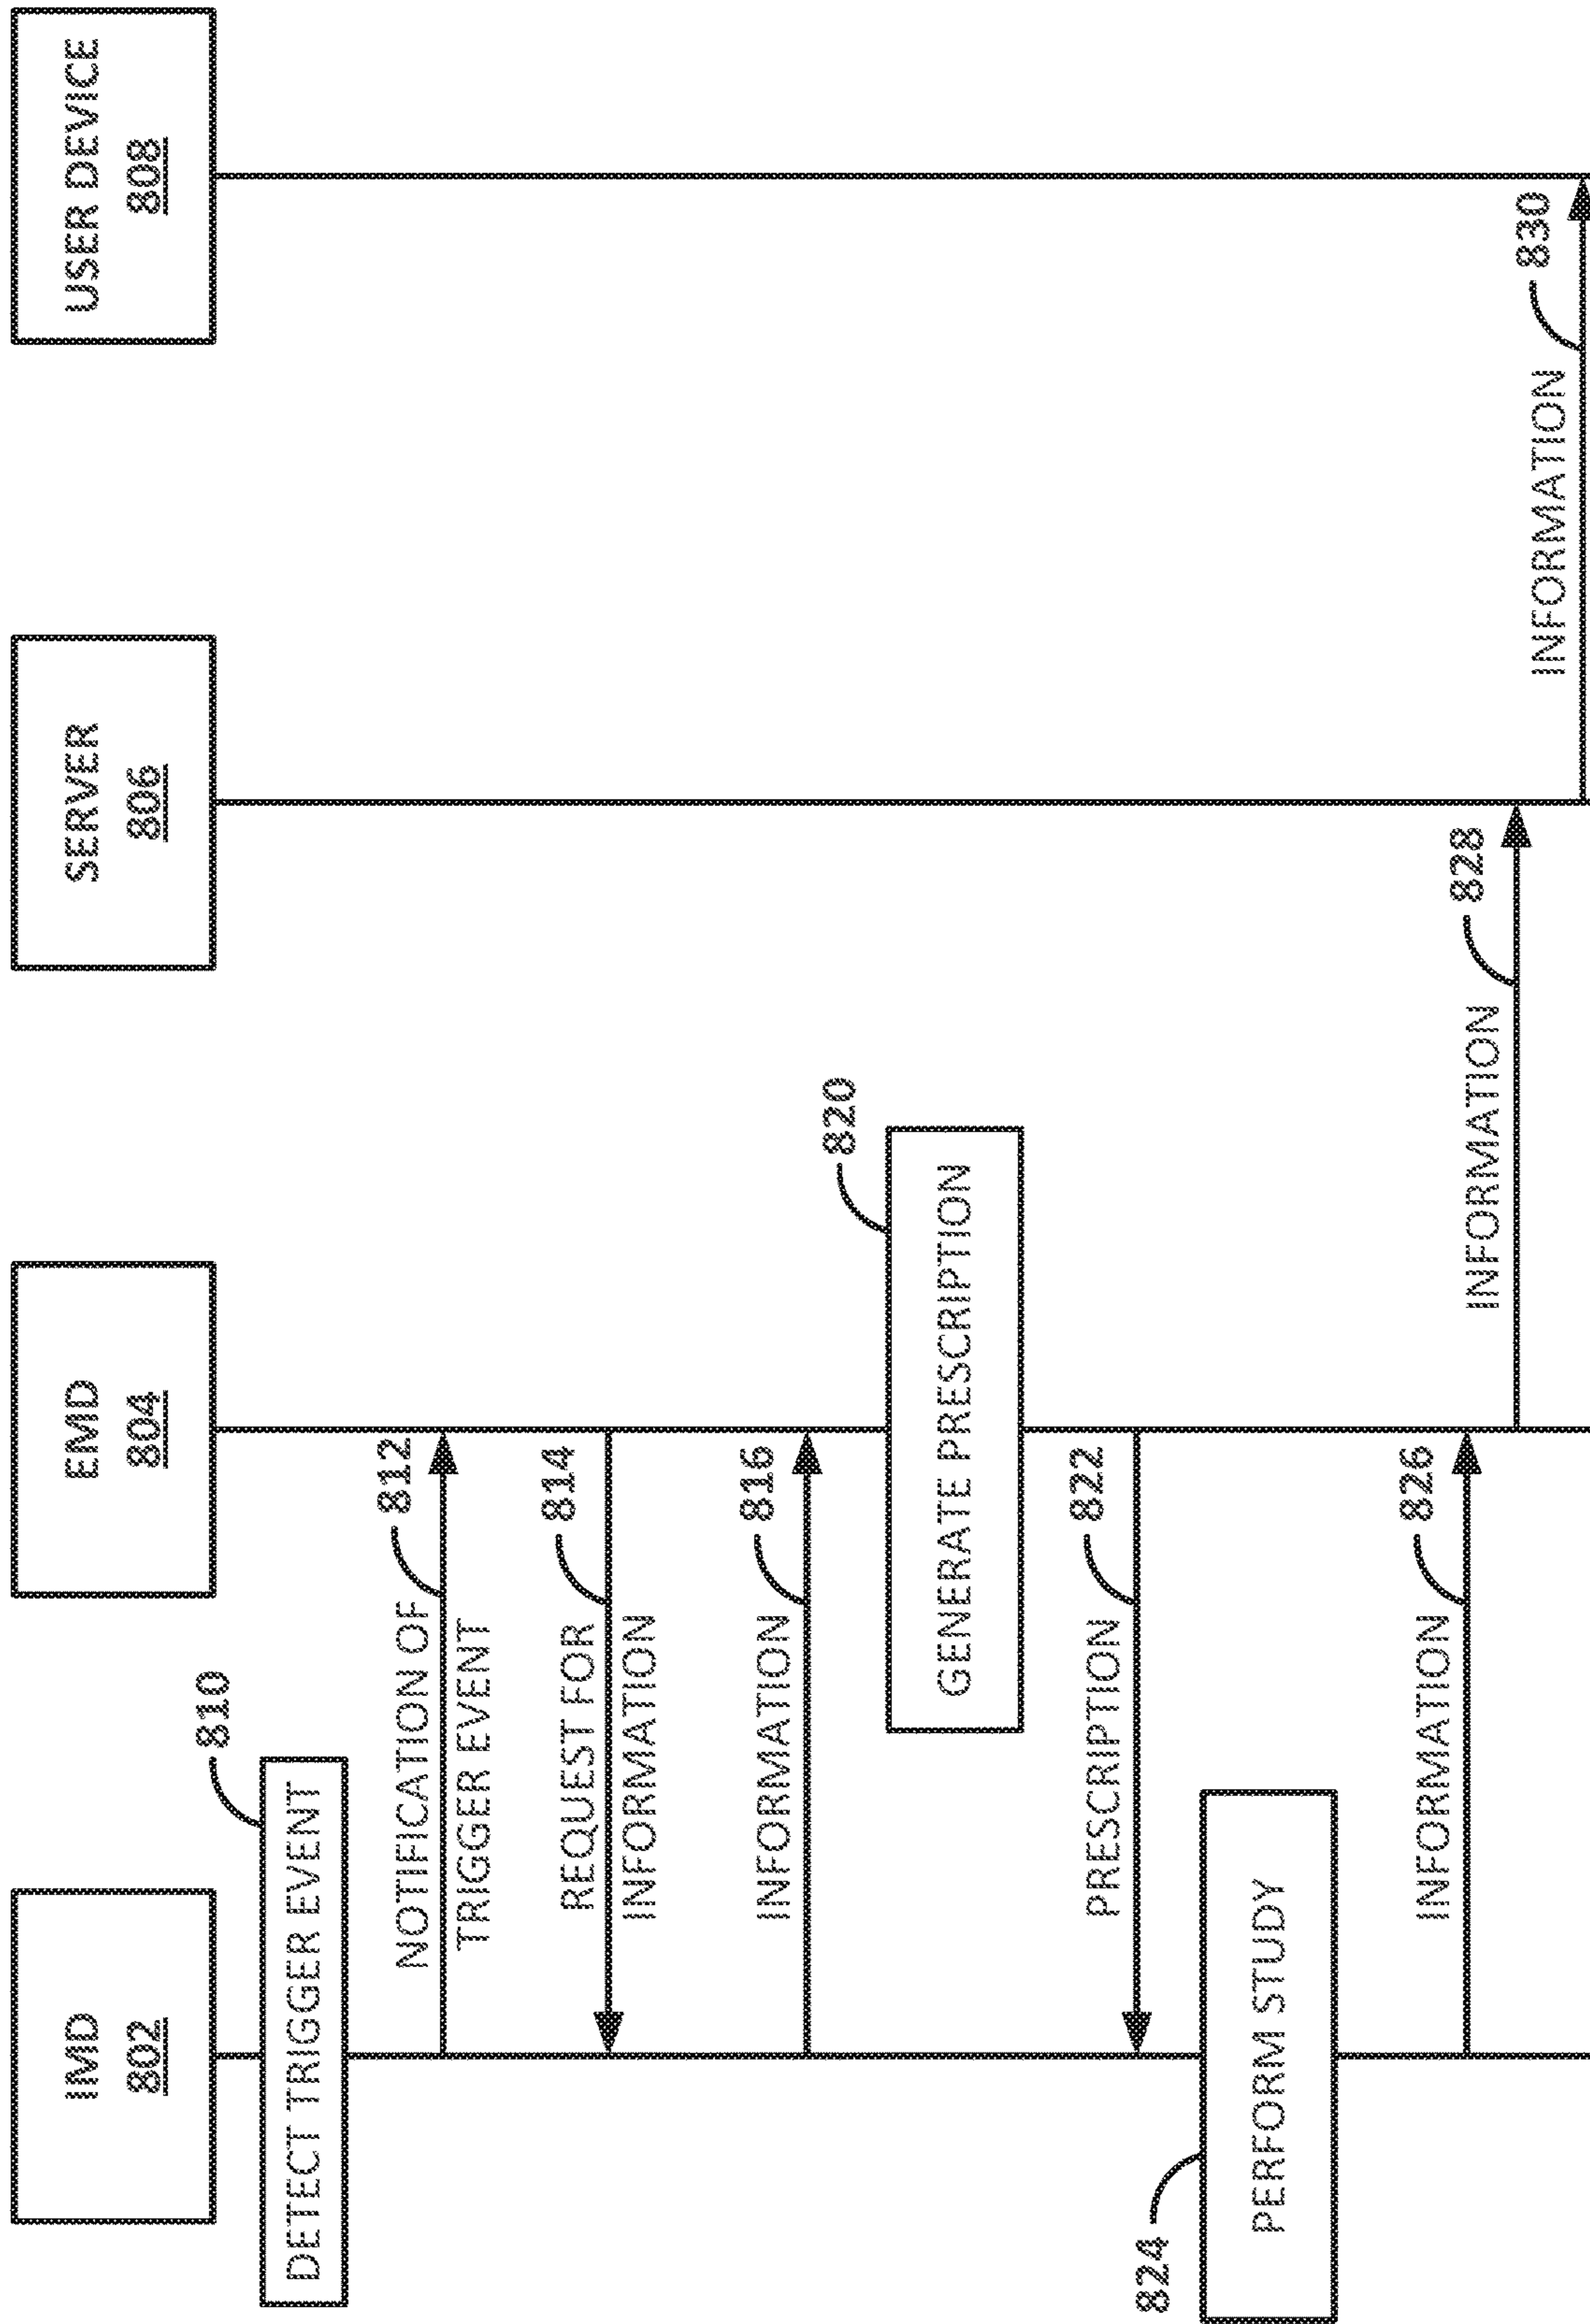 IMD
802
EMD
804
SERVER
806
USER DEVICE
808
810
DETECT TRIGGER EVENT
812
NOTIFICATION OF
TRIGGER EVENT
814
REQUEST FOR
INFORMATION
816
INFORMATION
820
GENERATE PRESCRIPTION
822
PRESCRIPTION
824
PERFORM STUDY
826
INFORMATION
828
INFORMATION
830
INFORMATION